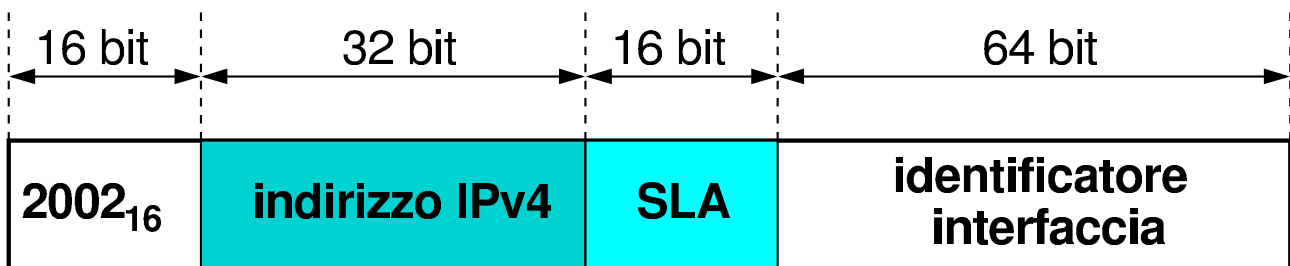 16 bit 32 bit 16 bit 64 bit
2002₁₆ indirizzo IPv4 SLA identificatore
interfaccia